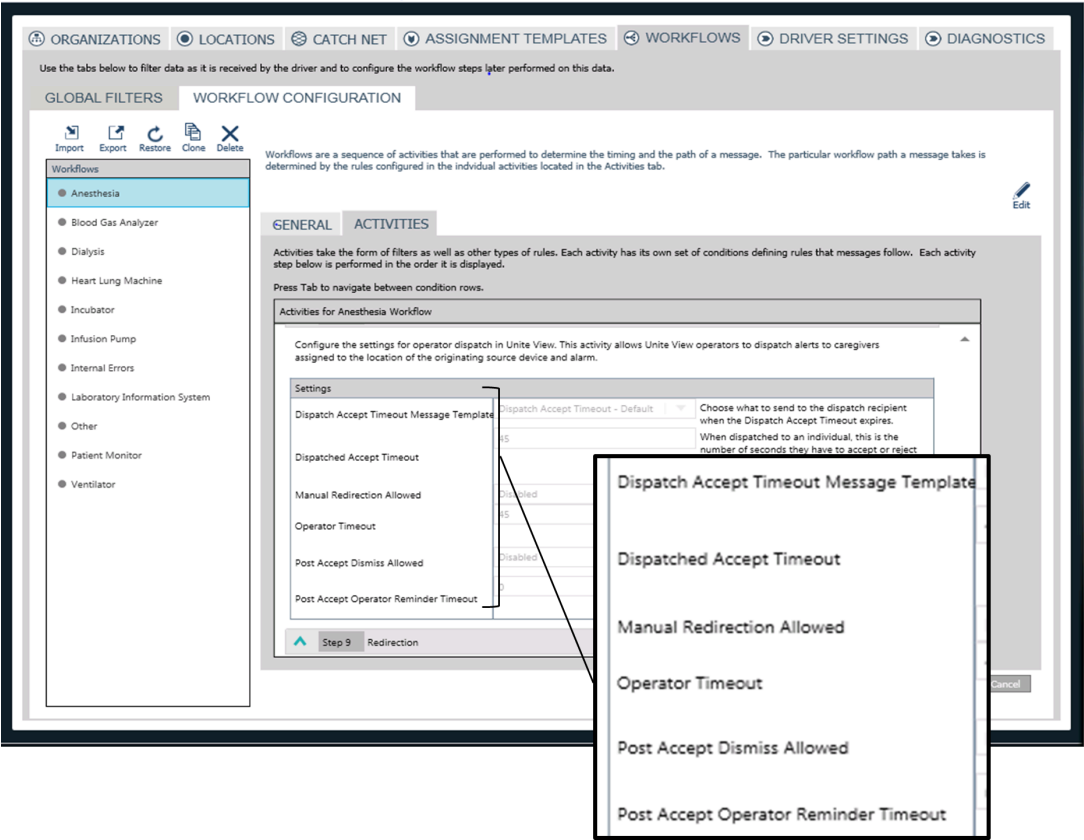 ORGANIZATIONS LOCATIONS CATCH NET ASSIGNMENT TEMPLATES WORKFLOWS DRIVER SETTINGS DIAGNOSTICS
Use the tabs below to filter data as it is received by the driver and to configure the workflow steps later performed on this data.
GLOBAL FILTERS WORKFLOW CONFIGURATION
Import Export Restore Clone Delete
Workflows are a sequence of activities that are performed to determine the timing and the path of a message. The particular workflow path a message takes is
determined by the rules configured in the indvidual activities located in the Activities tab.
Edit
Workflows
Anesthesia
Blood Gas Analyzer
Dialysis
Heart Lung Machine
Incubator
Infusion Pump
Internal Errors
Laboratory Information System
Other
Patient Monitor
Ventilator
GENERAL ACTIVITIES
Activities take the form of filters as well as other types of rules. Each activity has its own set of conditions defining rules that messages follow. Each activity
step below is performed in the order it is displayed.
Press Tab to navigate between condition rows.
Activities for Anesthesia Workflow
Configure the settings for operator dispatch in Unite View. This activity allows Unite View operators to dispatch alerts to caregivers
assigned to the location of the originating source device and alarm.
Settings
Dispatch Accept Timeout Message Template Dispatch Accept Timeout - Default Choose what to send to the dispatch recipient
when the Dispatch Accept Timeout expires.
Dispatched Accept Timeout 45 When dispatched to an individual, this is the
number of seconds they have to accept or reject
Manual Redirection Allowed Disabled
Operator Timeout 45
Post Accept Dismiss Allowed Disabled
Post Accept Operator Reminder Timeout 0
Step 9 Redirection
Cancel
Dispatch Accept Timeout Message Template
Dispatched Accept Timeout
Manual Redirection Allowed
Operator Timeout
Post Accept Dismiss Allowed
Post Accept Operator Reminder Timeout